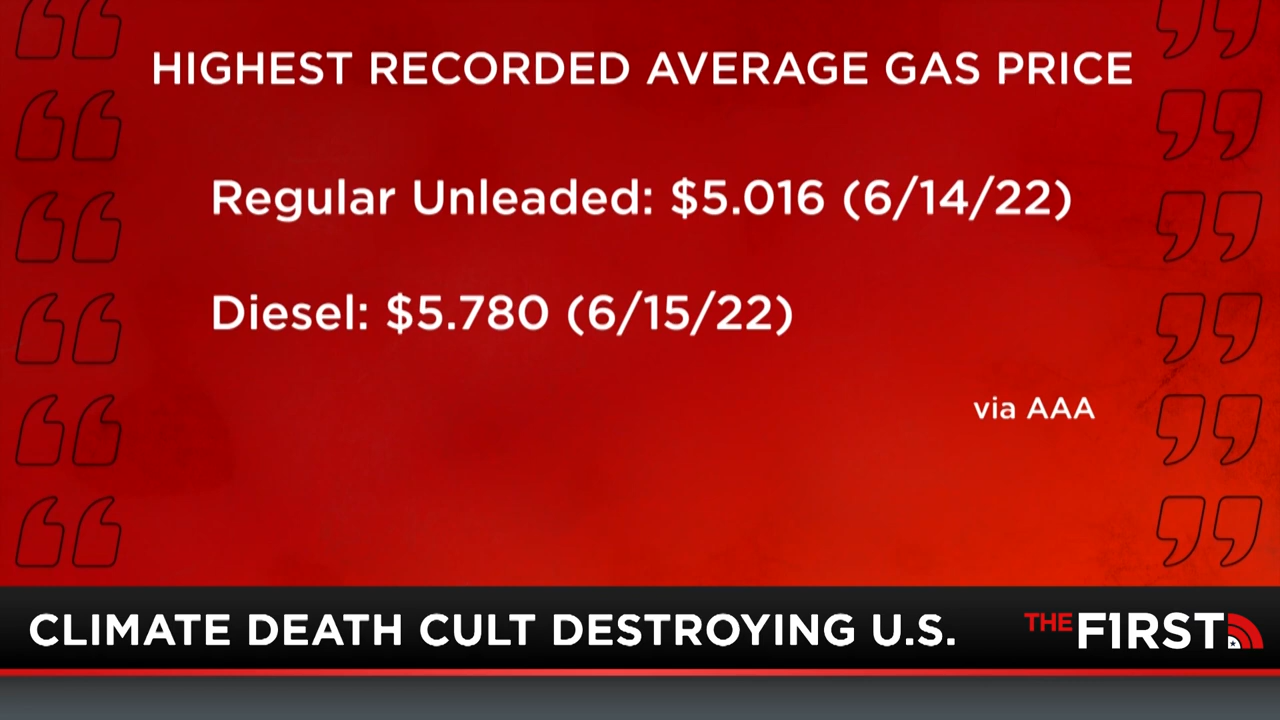 HIGHEST RECORDED AVERAGE GAS PRICE
Regular Unleaded: $5.016 (6/14/22)
Diesel: $5.780 (6/15/22)
via AAA
CLIMATE DEATH CULT DESTROYING U.S.
THE F1RST